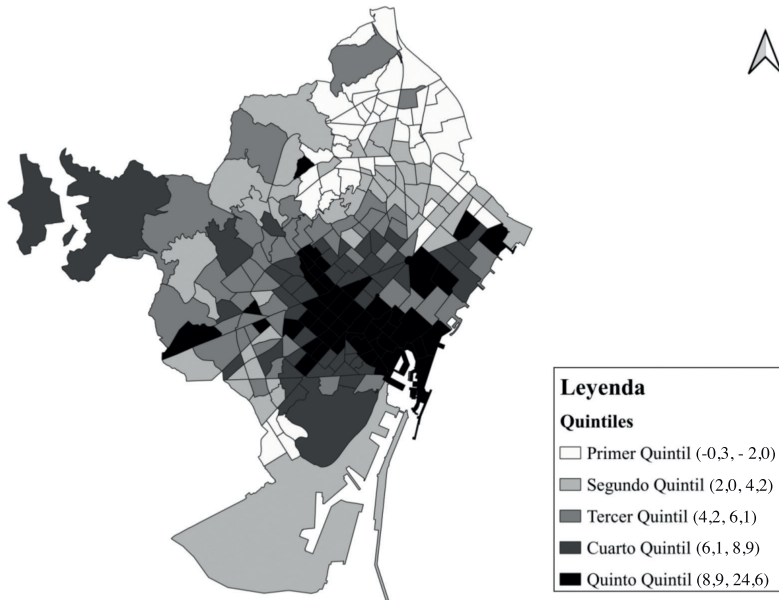 Leyenda
Quintiles
Primer Quintil (-0,3, - 2,0)
Segundo Quintil (2,0, 4,2)
Tercer Quintil (4,2, 6,1)
Cuarto Quintil (6,1, 8,9)
Quinto Quintil (8,9, 24,6)